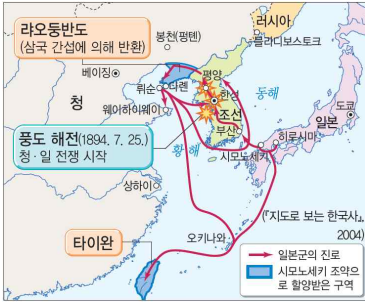 랴오둥반도
(삼국 간섭에 의해 반환)
봉천(펑톈)
러시아
블라디보스토크
베이징
뤼순
다롄
평양
한성
동해
청
웨이하이웨이
조선
부산
도쿄
일본
히로시마
풍도 해전(1894. 7. 25.)
청·일 전쟁 시작
황해
시모노세키
상하이
타이완
오키나와
(『지도로 보는 한국사』,
2004)
일본군의 진로
시모노세키 조약으
로 할양받은 구역